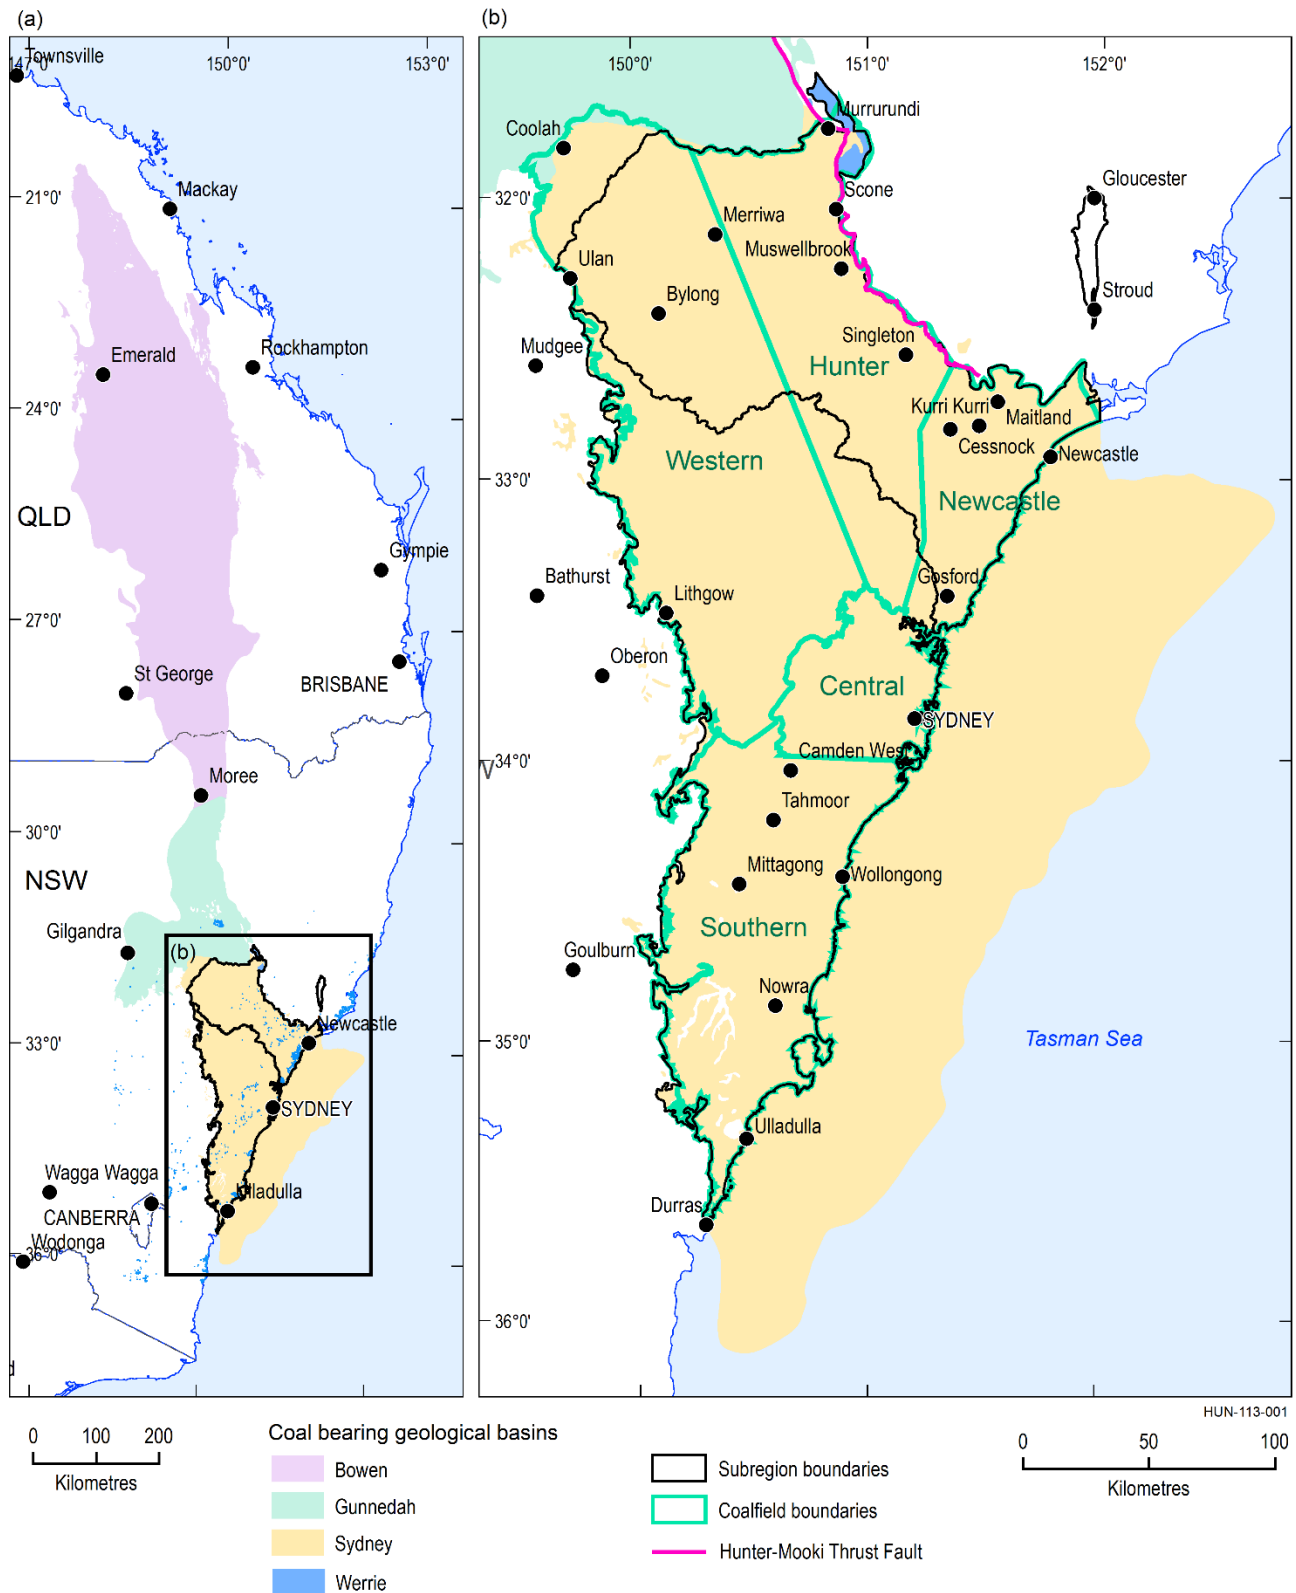 (a)
(b)
147°0'
150°0'
153°0'
Townsville
21°0'
Mackay
Emerald
Rockhampton
24°0'
QLD
Gympie
27°0'
St George
BRISBANE
Moree
30°0'
NSW
Gilgandra
(b)
33°0'
Newcastle
SYDNEY
Wagga Wagga
CANBERRA
Ulladulla
Wodonga
36°0'
d
150°0'
151°0'
152°0'
Coolah
Murrurundi
32°0'
Scone
Gloucester
Merriwa
Muswellbrook
Ulan
Bylong
Stroud
Mudgee
Singleton
Hunter
Kurri Kurri
Maitland
Cessnock
Newcastle
Western
33°0'
Newcastle
Bathurst
Lithgow
Gosford
Oberon
Central
SYDNEY
34°0'
Camden West
Tahmoor
Mittagong
Wollongong
Southern
Goulburn
Nowra
35°0'
Tasman Sea
Ulladulla
Durras
36°0'
HUN-113-001
0 100 200
Kilometres
Coal bearing geological basins
Bowen
Gunnedah
Sydney
Werrie
Subregion boundaries
Coalfield boundaries
Hunter-Mooki Thrust Fault
0 50 100
Kilometres